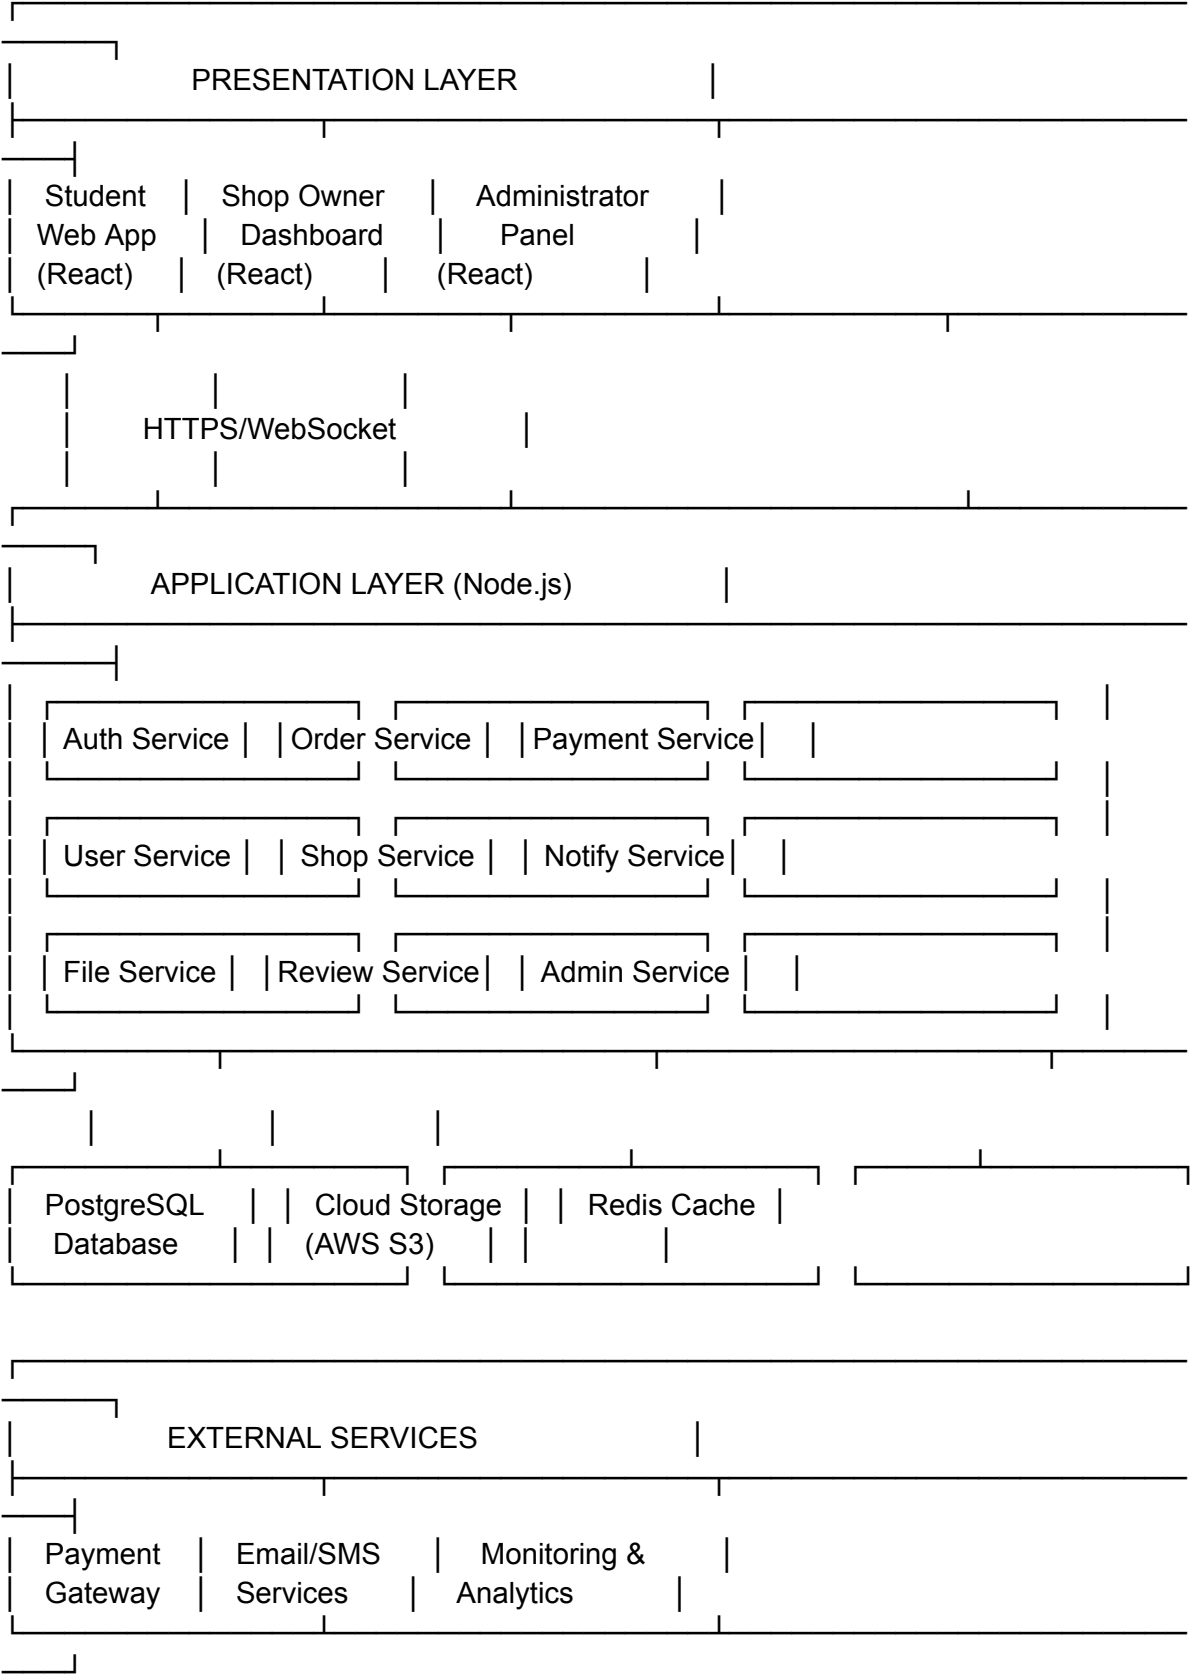 PRESENTATION LAYER
Student Shop Owner Administrator
Web App Dashboard Panel
(React) (React) (React)
HTTPS/WebSocket
APPLICATION LAYER (Node.js)
Auth Service Order Service Payment Service
User Service Shop Service Notify Service
File Service Review Service Admin Service
PostgreSQL Cloud Storage Redis Cache
Database (AWS S3)
EXTERNAL SERVICES
Payment Email/SMS Monitoring &
Gateway Services Analytics